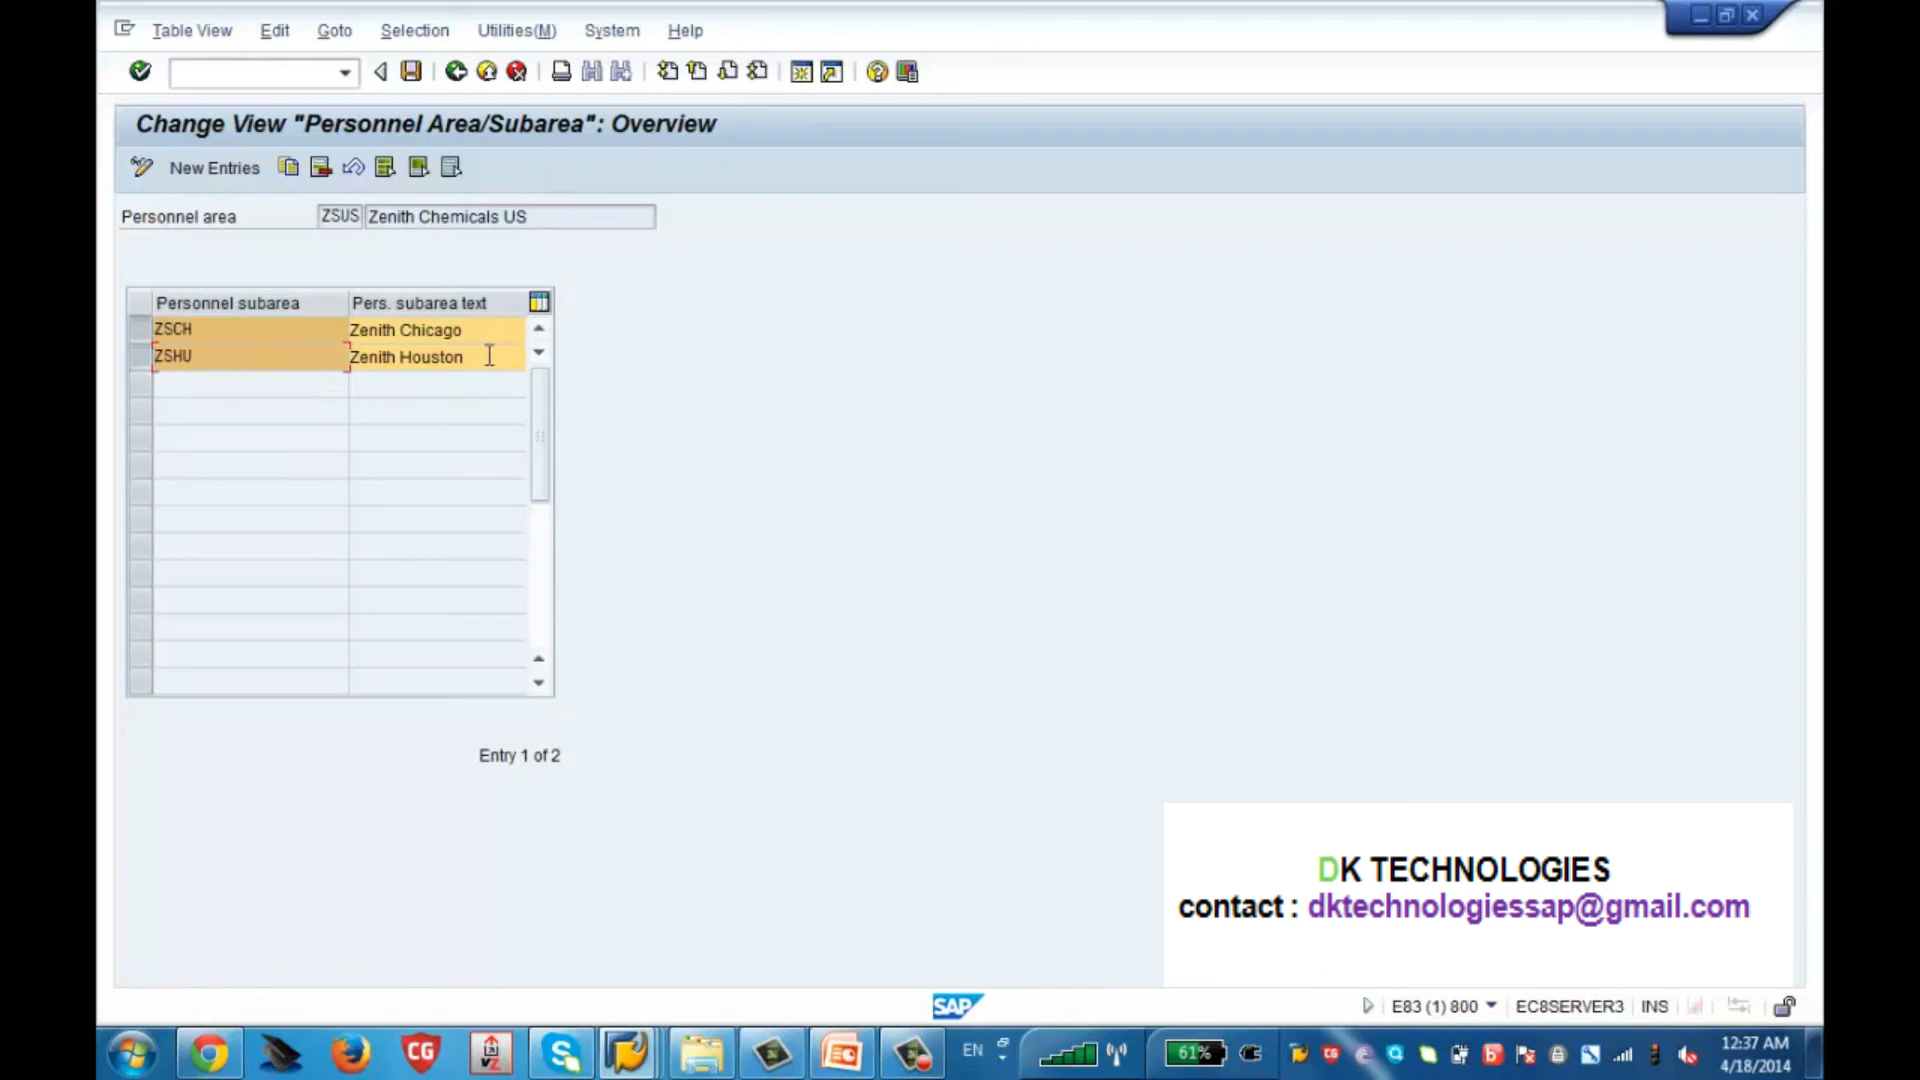 Table View Edit Goto Selection Utilities(M) System Help
Change View "Personnel Area/Subarea": Overview
New Entries
Personnel area ZSUS Zenith Chemicals US
Personnel subarea Pers. subarea text
ZSCH Zenith Chicago
ZSHU Zenith Houston
Entry 1 of 2
DK TECHNOLOGIES
contact : dktechnologiessap@gmail.com
SAP E83 (1) 800 EC8SERVER3 INS
CG EN 61% CG 12:37 AM
4/18/2014